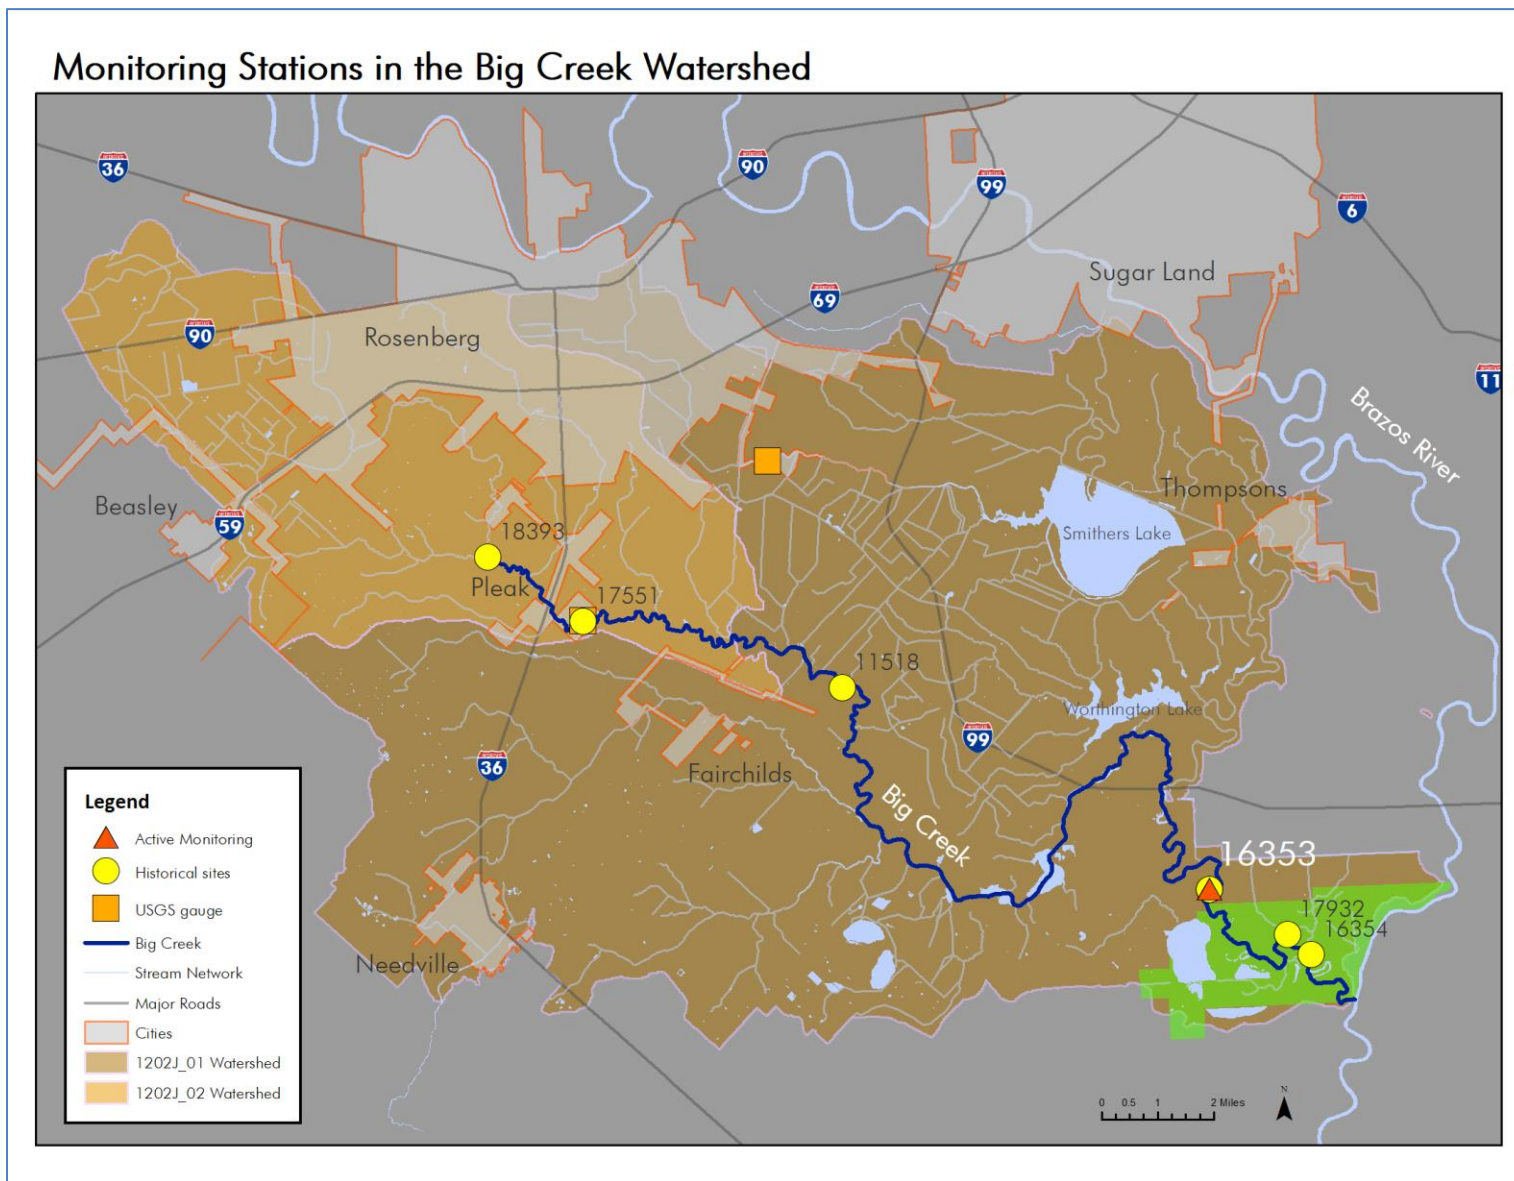 Monitoring Stations in the Big Creek Watershed
36
90
99
6
Sugar Land
69
90
Rosenberg
11
Brazos River
Beasley
59
Thompsons
Smithers Lake
18393
Pleak
17551
11518
Worthington Lake
99
36
Fairchilds
Big Creek
16353
17932
16354
Needville
Legend
Active Monitoring
Historical sites
USGS gauge
Big Creek
Stream Network
Major Roads
Cities
1202J_01 Watershed
1202J_02 Watershed
0 0.5 1 2 Miles
N